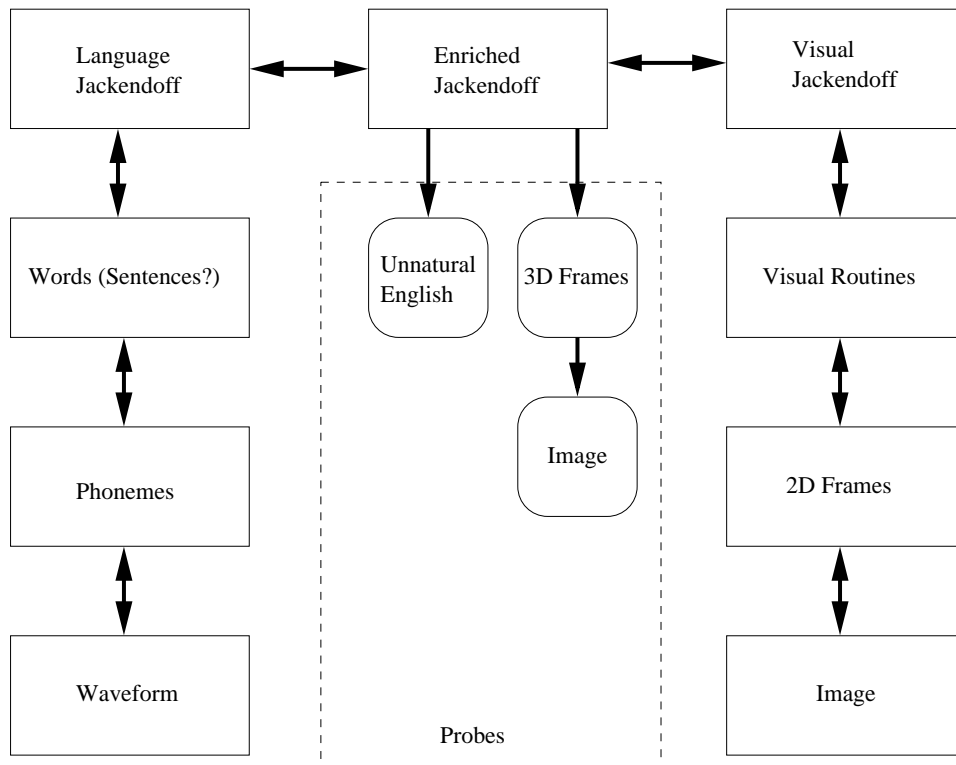 Language
Jackendoff
Enriched
Jackendoff
Visual
Jackendoff
Words (Sentences?)
Unnatural
English
3D Frames
Visual Routines
Phonemes
Image
2D Frames
Waveform
Probes
Image